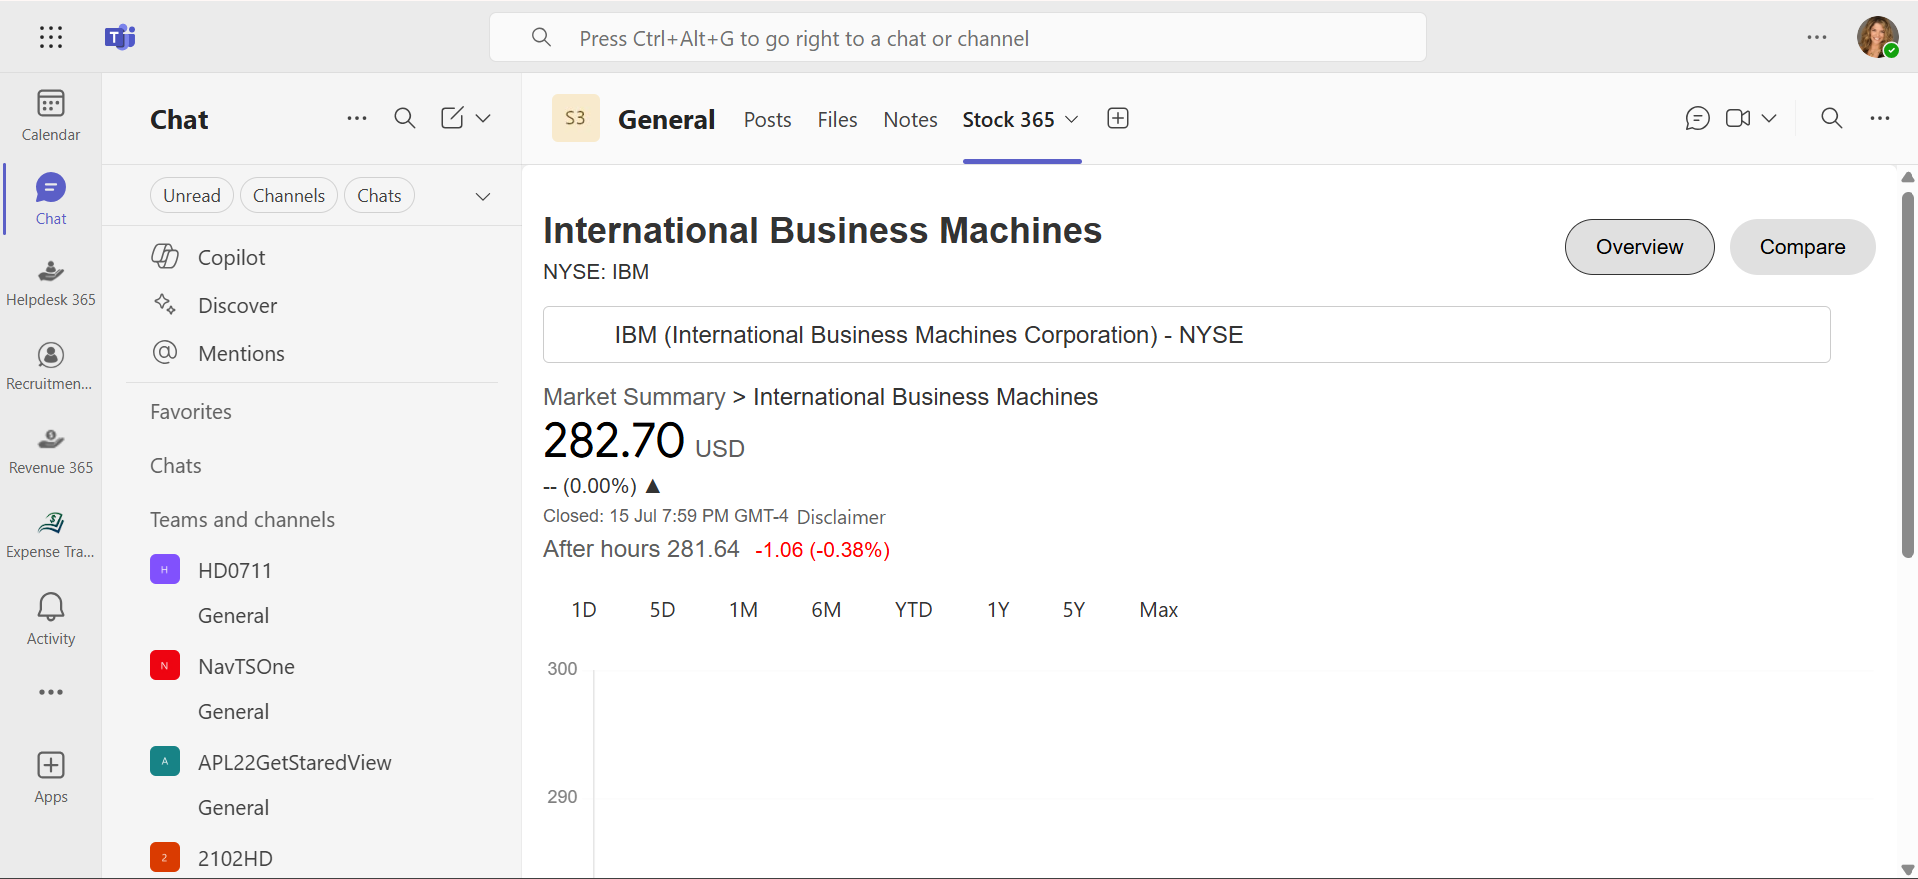 Press Ctrl+Alt+G to go right to a chat or channel
Calendar
Chat
Helpdesk 365
Recruitmen...
Revenue 365
Expense Tra...
Activity
Apps
Chat
Unread
Channels
Chats
Copilot
Discover
Mentions
Favorites
Chats
Teams and channels
H
HD0711
General
N
NavTSOne
General
A
APL22GetStaredView
General
2
2102HD
S3
General
Posts
Files
Notes
Stock 365
International Business Machines
NYSE: IBM
Overview
Compare
IBM (International Business Machines Corporation) - NYSE
Market Summary > International Business Machines
282.70 USD
-- (0.00%) ▲
Closed: 15 Jul 7:59 PM GMT-4 Disclaimer
After hours 281.64 -1.06 (-0.38%)
1D 5D 1M 6M YTD 1Y 5Y Max
300
290